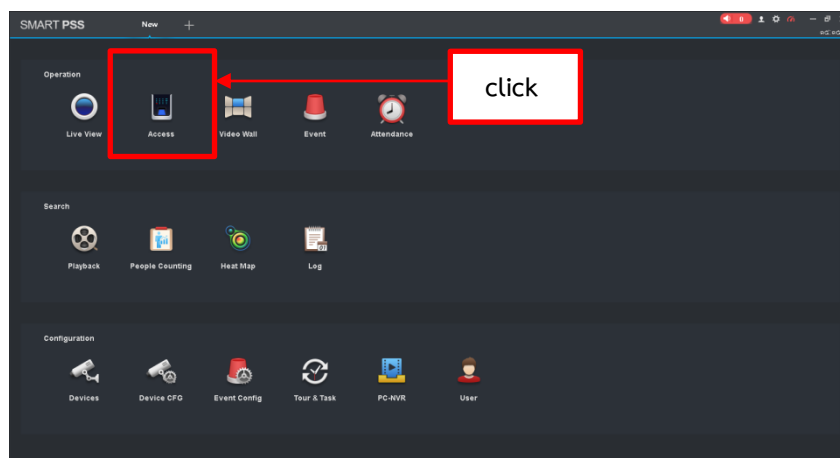 SMART PSS New +
0
click
Operation
Live View Access Video Wall Event Attendance
Search
Playback People Counting Heat Map Log
Configuration
Devices Device CFG Event Config Tour & Task PC-NVR User